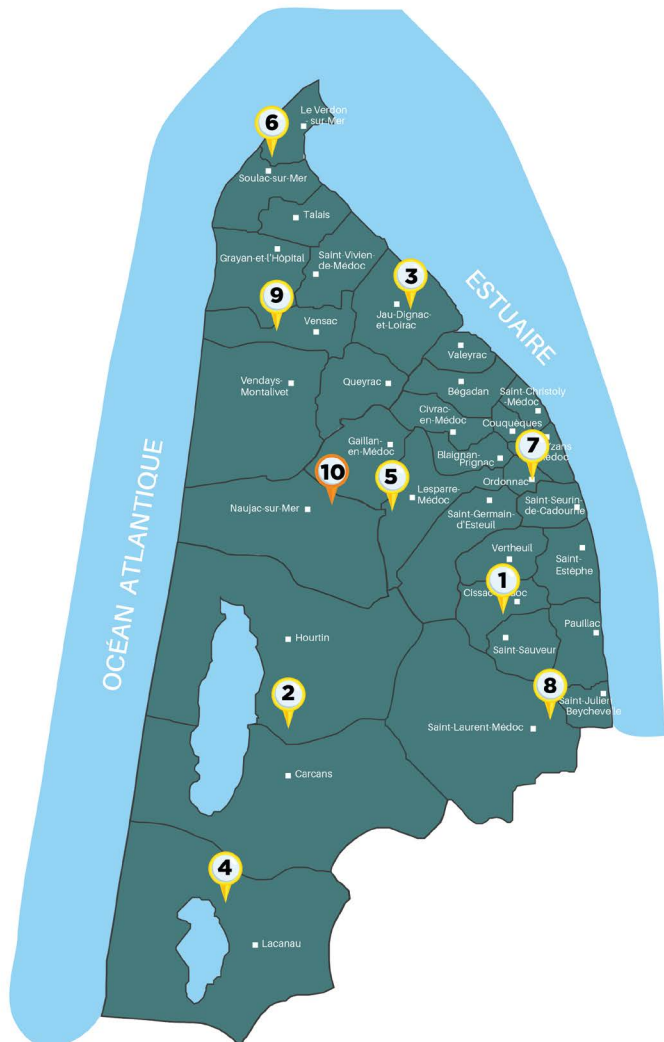 6
Le Verdon
-sur-Mer
Soulac-sur-Mer
Talais
Grayan-et-l'Hôpital
Saint-Vivien-
de-Médoc
3
9
ESTUAIRE
Jau-Dignac-
et-Loirac
Vensac
Valeyrac
Vendays-
Montalivet
Queyrac
Bégadan
Saint-Christoly
-Médoc
Civrac-
en-Médoc
Couquèques
Gaillan-
en-Médoc
7
Blaignan-
Prignac
10
5
Ordonnac
Lesparre-
Médoc
Naujac-sur-Mer
Saint-Germain-
d'Esteuil
Saint-Seurin-
de-Cadourne
OCÉAN ATLANTIQUE
Vertheuil
Saint-
Estèphe
1
Pauillac
Hourtin
Saint-Sauveur
2
8
Saint-Julien-
Beychevelle
Saint-Laurent-Médoc
Carcans
4
Lacanau